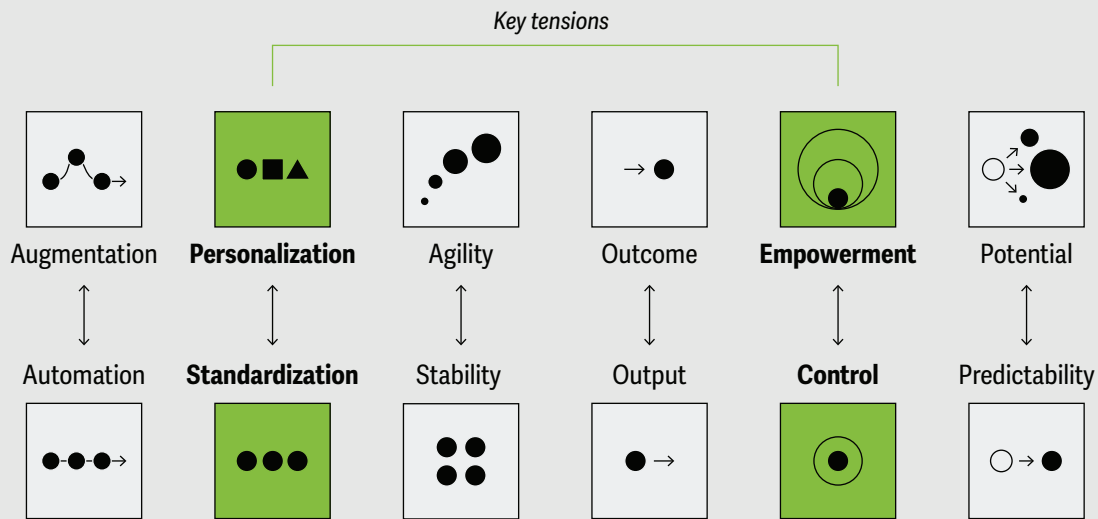 Key tensions
Augmentation
Personalization
Agility
Outcome
Empowerment
Potential
Automation
Standardization
Stability
Output
Control
Predictability